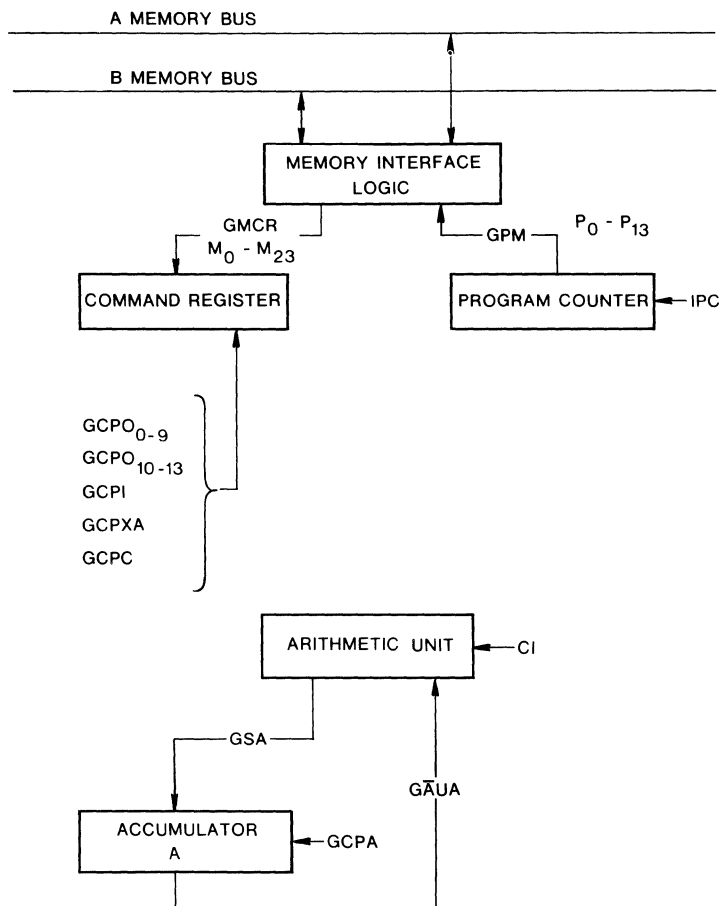 A MEMORY BUS
B MEMORY BUS
MEMORY INTERFACE
LOGIC
GMCR
M0 - M23
GPM
P0 - P13
COMMAND REGISTER
PROGRAM COUNTER
IPC
GCPO0-9
GCPO10-13
GCPI
GCPXA
GCPC
ARITHMETIC UNIT
CI
GSA
GĀUA
ACCUMULATOR
A
GCPA